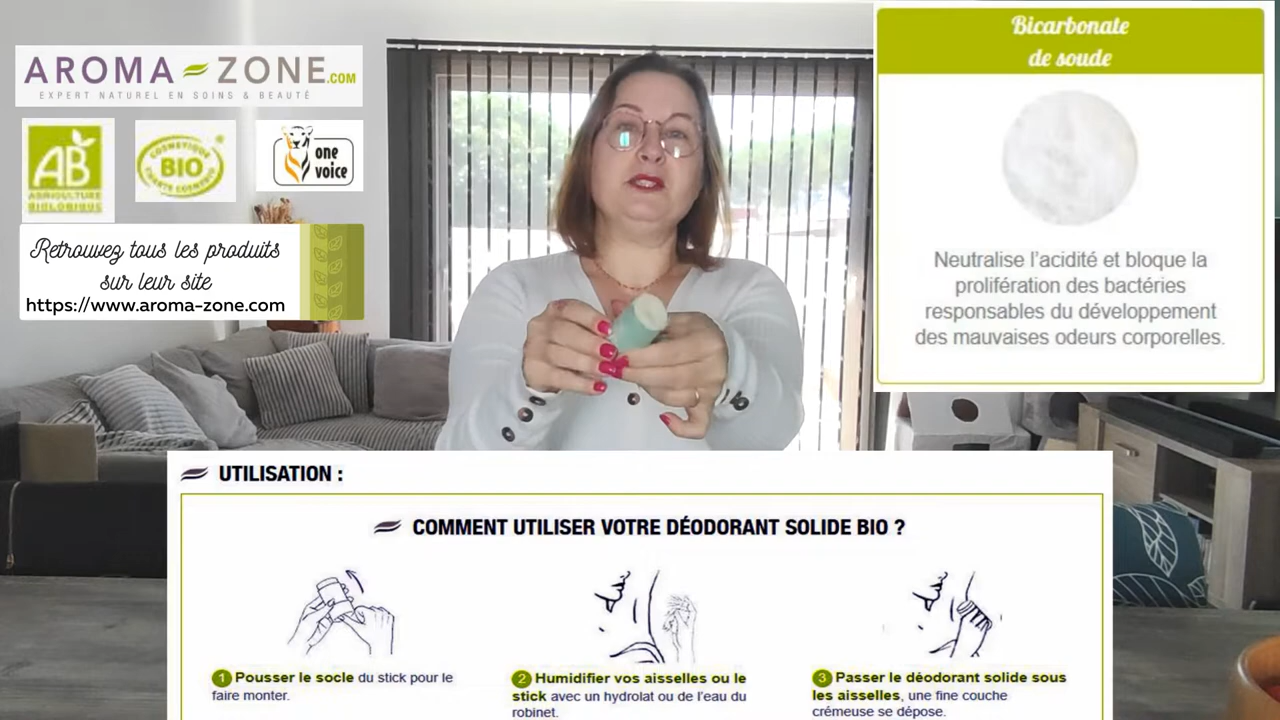 AROMA-ZONE.COM
EXPERT NATUREL EN SOINS & BEAUTÉ
AB
AGRICULTURE
BIOLOGIQUE
COSMETIQUE
BIO
one
voice
Retrouvez tous les produits
sur leur site
https://www.aroma-zone.com
Bicarbonate
de soude
Neutralise l'acidité et bloque la
prolifération des bactéries
responsables du développement
des mauvaises odeurs corporelles.
UTILISATION :
COMMENT UTILISER VOTRE DÉODORANT SOLIDE BIO ?
1 Pousser le socle du stick pour le
faire monter.
2 Humidifier vos aisselles ou le
stick avec un hydrolat ou de l'eau du
robinet.
3 Passer le déodorant solide sous
les aisselles, une fine couche
crémeuse se dépose.